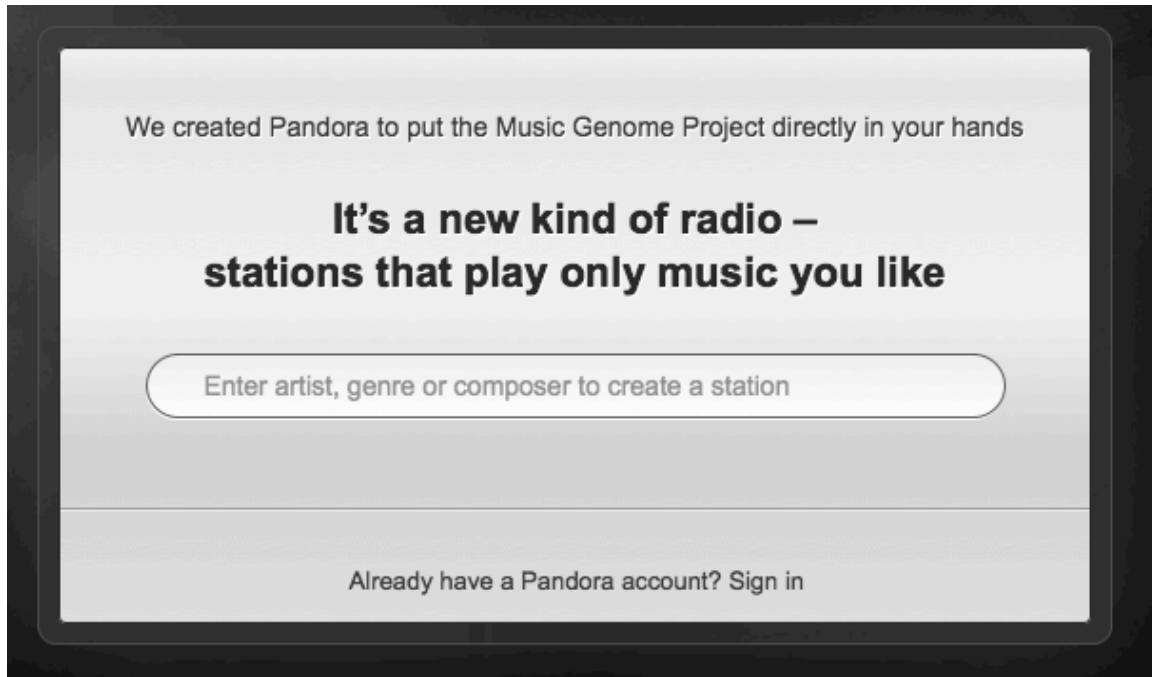 We created Pandora to put the Music Genome Project directly in your hands
It’s a new kind of radio –
stations that play only music you like
Enter artist, genre or composer to create a station
Already have a Pandora account? Sign in